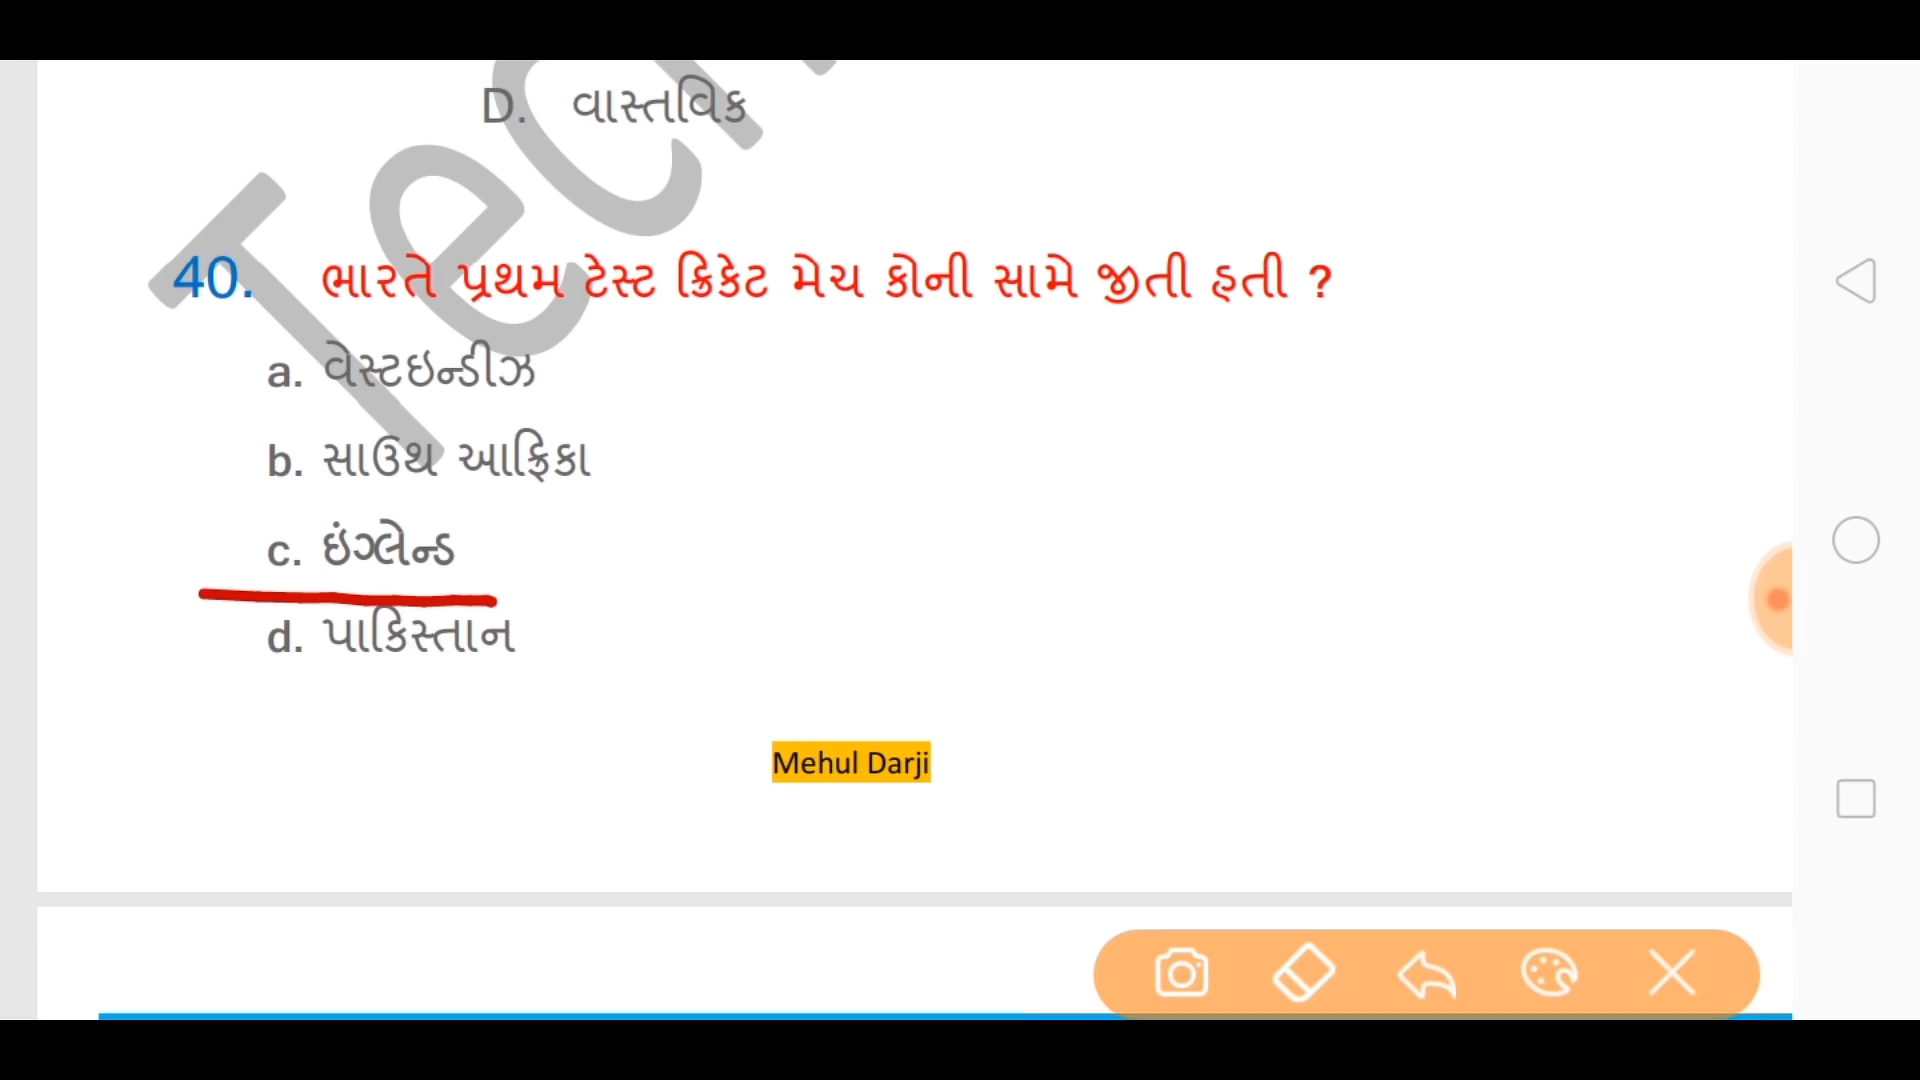 D. વાસ્તવિક
40. ભારતે પ્રથમ ટેસ્ટ ક્રિકેટ મેચ કોની સામે જીતી હતી ?
a. વેસ્ટઇન્ડીઝ
b. સાઉથ આફ્રિકા
c. ઇંગ્લેન્ડ
d. પાકિસ્તાન
Mehul Darji